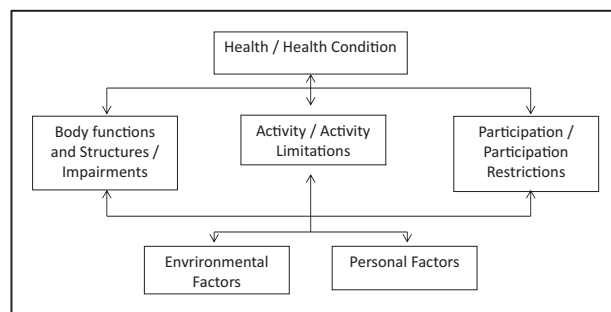 Health / Health Condition
Body functions
and Structures /
Impairments
Activity / Activity
Limitations
Participation /
Participation
Restrictions
Envrironmental
Factors
Personal Factors